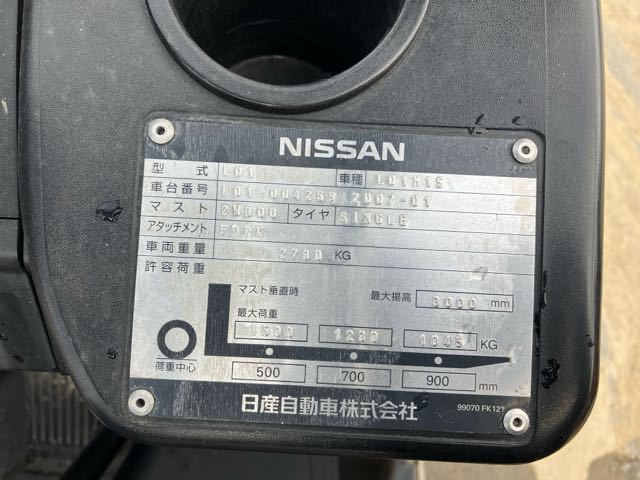 NISSAN
型式 L01 車種 L01M15
車台番号 L01-004259 2007-01
マスト 2W300 タイヤ SINGLE
アタッチメント FORK
車両重量 2780 KG
許容荷重
マスト垂直時 最大揚高 3000 mm
最大荷重
1500 1290 1045 KG
荷重中心 500 700 900 mm
日産自動車株式会社 99070 FK121